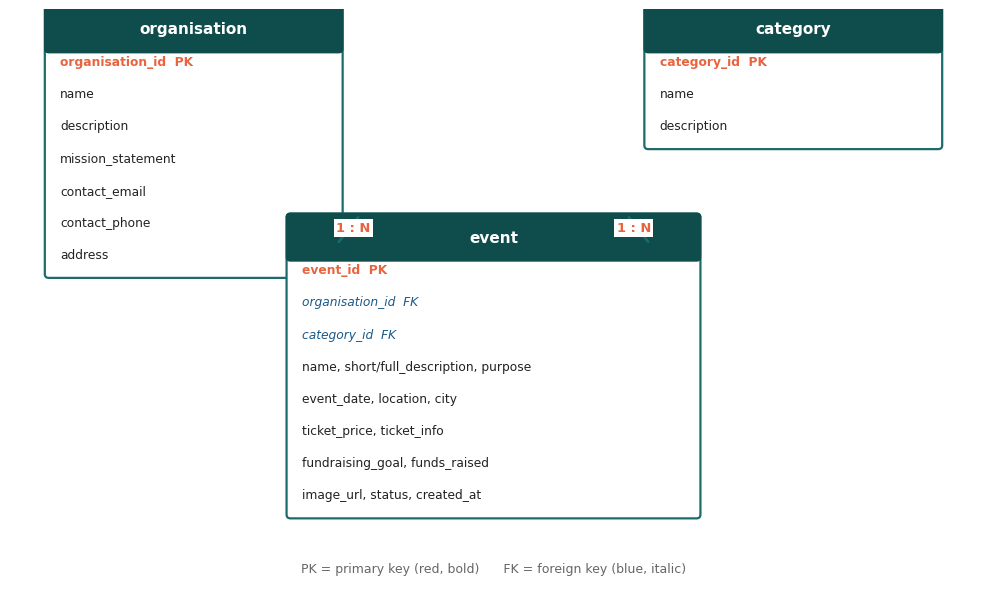 organisation
organisation_id  PK
name
description
mission_statement
contact_email
contact_phone
address
category
category_id  PK
name
description
1 : N
1 : N
event
event_id  PK
organisation_id  FK
category_id  FK
name, short/full_description, purpose
event_date, location, city
ticket_price, ticket_info
fundraising_goal, funds_raised
image_url, status, created_at
PK = primary key (red, bold)      FK = foreign key (blue, italic)